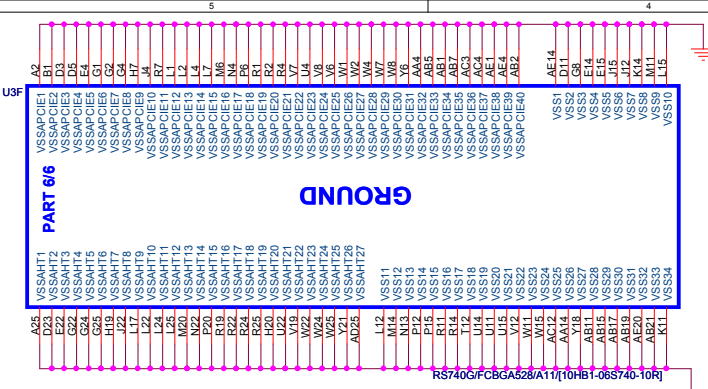 5
4
A2
B1
D3
D5
E4
G1
G2
G4
H7
J4
R7
L1
L2
L4
L7
M6
N4
P6
R1
R2
R4
V7
U4
V8
V6
W1
W2
W4
W7
W8
Y6
AA4
AB5
AB1
AB7
AC3
AC4
AE1
AE4
AB2
AE14
D11
G8
E14
E15
J15
J12
K14
M11
L15
U3F
VSSAPCIE1
VSSAPCIE2
VSSAPCIE3
VSSAPCIE4
VSSAPCIE5
VSSAPCIE6
VSSAPCIE7
VSSAPCIE8
VSSAPCIE9
VSSAPCIE10
VSSAPCIE11
VSSAPCIE12
VSSAPCIE13
VSSAPCIE14
VSSAPCIE15
VSSAPCIE16
VSSAPCIE17
VSSAPCIE18
VSSAPCIE19
VSSAPCIE20
VSSAPCIE21
VSSAPCIE22
VSSAPCIE23
VSSAPCIE24
VSSAPCIE25
VSSAPCIE26
VSSAPCIE27
VSSAPCIE28
VSSAPCIE29
VSSAPCIE30
VSSAPCIE31
VSSAPCIE32
VSSAPCIE33
VSSAPCIE34
VSSAPCIE35
VSSAPCIE36
VSSAPCIE37
VSSAPCIE38
VSSAPCIE39
VSSAPCIE40
VSS1
VSS2
VSS3
VSS4
VSS5
VSS6
VSS7
VSS8
VSS9
VSS10
PART 6/6
GROUND
VSSAHT1
VSSAHT2
VSSAHT3
VSSAHT4
VSSAHT5
VSSAHT6
VSSAHT7
VSSAHT8
VSSAHT9
VSSAHT10
VSSAHT11
VSSAHT12
VSSAHT13
VSSAHT14
VSSAHT15
VSSAHT16
VSSAHT17
VSSAHT18
VSSAHT19
VSSAHT20
VSSAHT21
VSSAHT22
VSSAHT23
VSSAHT24
VSSAHT25
VSSAHT26
VSSAHT27
VSS11
VSS12
VSS13
VSS14
VSS15
VSS16
VSS17
VSS18
VSS19
VSS20
VSS21
VSS22
VSS23
VSS24
VSS25
VSS26
VSS27
VSS28
VSS29
VSS30
VSS31
VSS32
VSS33
VSS34
A25
D23
E22
G22
G24
G25
H19
J22
L17
L22
L24
L25
M20
N22
P20
R19
R22
R24
R25
H20
U22
V19
W22
W24
W25
Y21
AD25
L12
M14
N13
P12
P15
R11
R14
T12
U14
U11
U15
V12
W11
W15
AC12
AA14
Y18
AB11
AB15
AB17
AB19
AE20
AB21
K11
RS740G/FCBGA528/A11/[10HB1-06S740-10R]